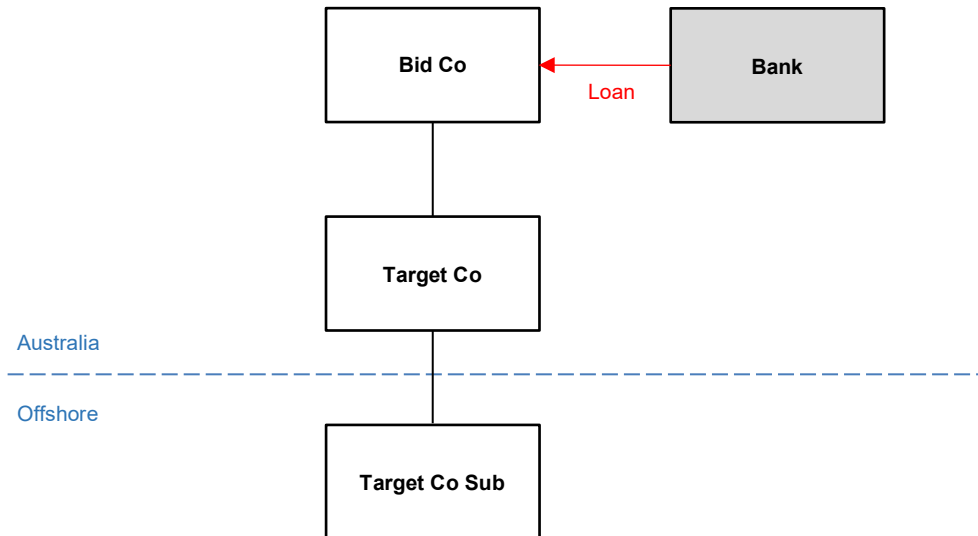 Bid Co
Bank
Loan
Target Co
Australia
Offshore
Target Co Sub